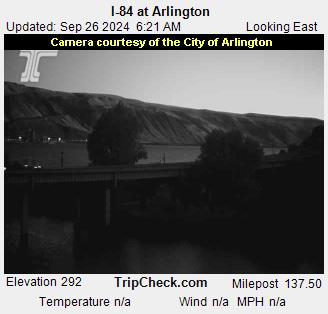 I-84 at Arlington
Updated: Sep 26 2024 6:21 AM Looking East
Camera courtesy of the City of Arlington
Elevation 292 TripCheck.com Milepost 137.50
Temperature n/a Wind n/a MPH n/a